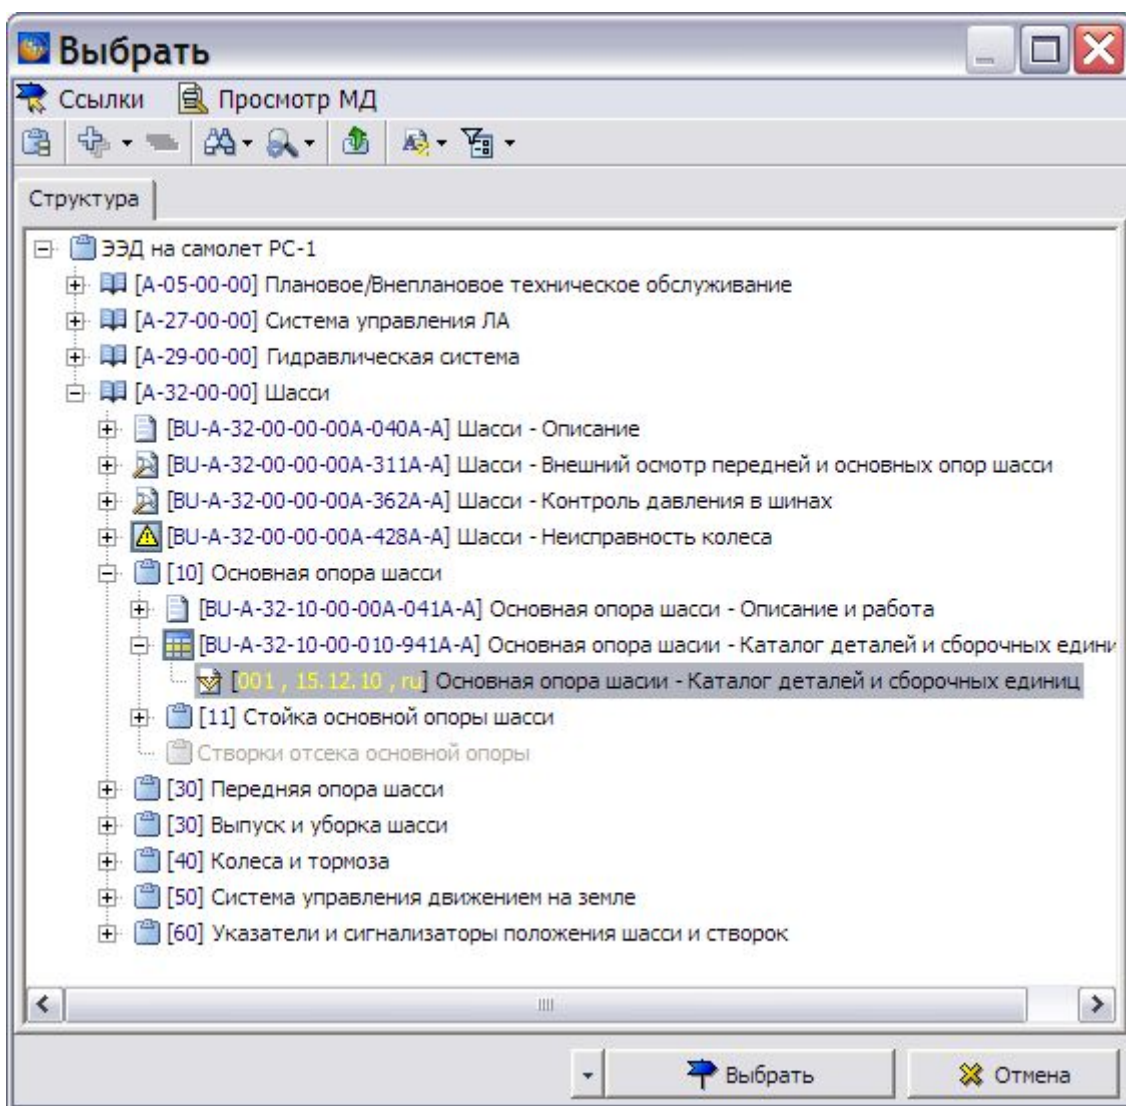 Выбрать
Ссылки Просмотр МД
Структура
ЭЭД на самолет РС-1
[A-05-00-00] Плановое/Внеплановое техническое обслуживание
[A-27-00-00] Система управления ЛА
[A-29-00-00] Гидравлическая система
[A-32-00-00] Шасси
[BU-A-32-00-00-00A-040A-A] Шасси - Описание
[BU-A-32-00-00-00A-311A-A] Шасси - Внешний осмотр передней и основных опор шасси
[BU-A-32-00-00-00A-362A-A] Шасси - Контроль давления в шинах
[BU-A-32-00-00-00A-428A-A] Шасси - Неисправность колеса
[10] Основная опора шасси
[BU-A-32-10-00-00A-041A-A] Основная опора шасси - Описание и работа
[BU-A-32-10-00-010-941A-A] Основная опора шасии - Каталог деталей и сборочных едини
[001 , 15.12.10 , ru] Основная опора шасии - Каталог деталей и сборочных единиц
[11] Стойка основной опоры шасси
Створки отсека основной опоры
[30] Передняя опора шасси
[30] Выпуск и уборка шасси
[40] Колеса и тормоза
[50] Система управления движением на земле
[60] Указатели и сигнализаторы положения шасси и створок
Выбрать Отмена